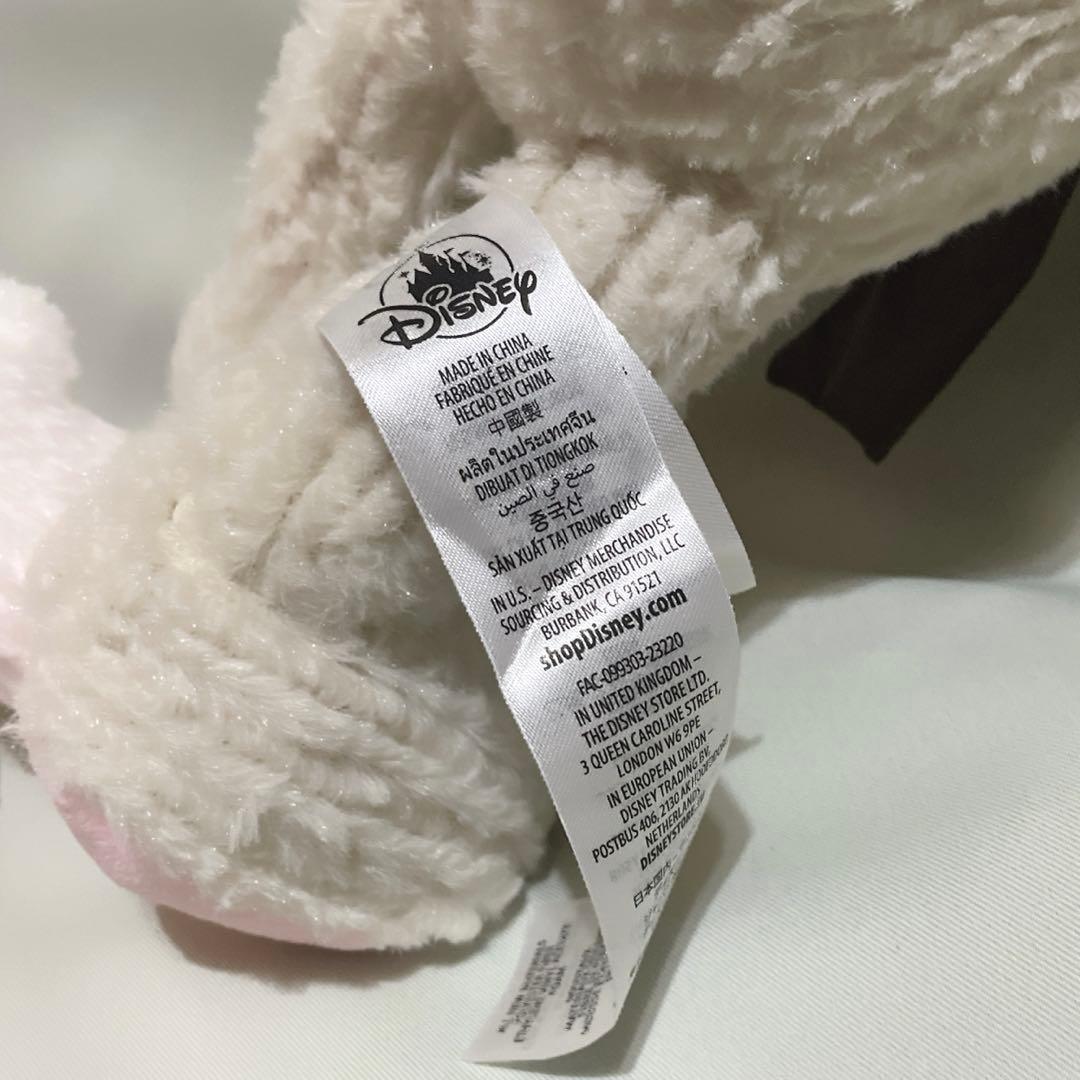 Disney
MADE IN CHINA
FABRIQUÉ EN CHINE
HECHO EN CHINA
中國製
ผลิตในประเทศจีน
DIBUAT DI TIONGKOK
صنع في الصين
중국산
SẢN XUẤT TẠI TRUNG QUỐC
IN U.S. – DISNEY MERCHANDISE
SOURCING & DISTRIBUTION, LLC
BURBANK, CA 91521
shopDisney.com
FAC-099303-23220
IN UNITED KINGDOM –
THE DISNEY STORE LTD.
3 QUEEN CAROLINE STREET,
LONDON W6 9PE
IN EUROPEAN UNION –
DISNEY TRADING BV,
POSTBUS 406, 2130 AK
NETHERLANDS
DISNEYSTORE
日本国内 –